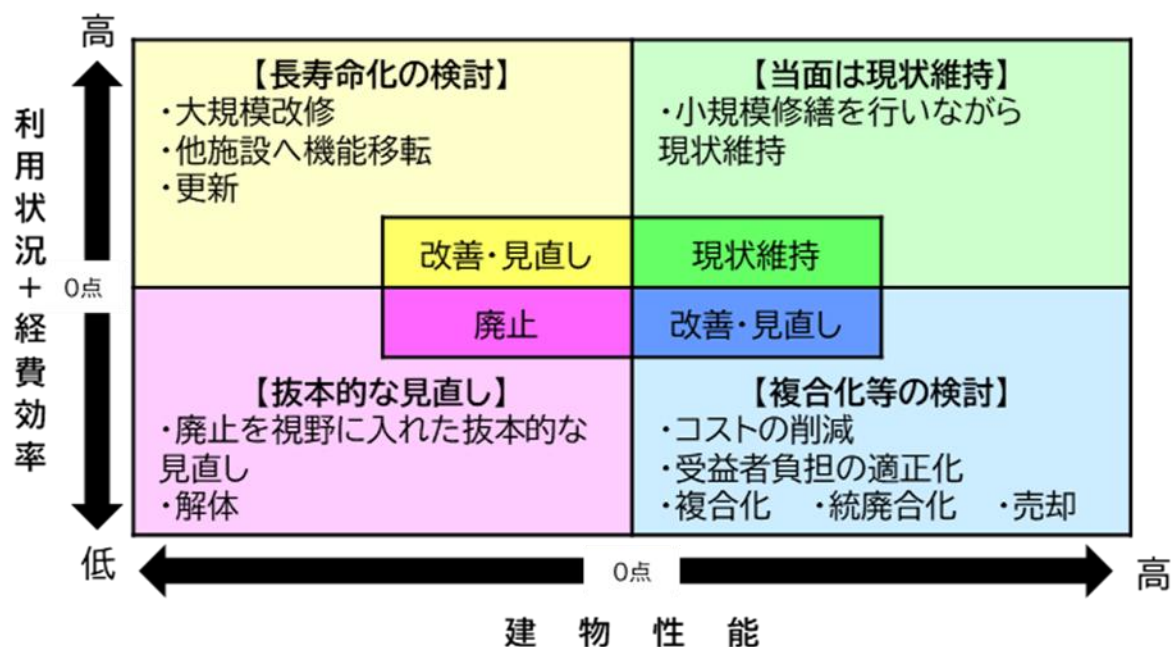 高
利用状況+経費効率
0点
低
【長寿命化の検討】
・大規模改修
・他施設へ機能移転
・更新
改善・見直し
【当面は現状維持】
・小規模修繕を行いながら
現状維持
現状維持
廃止
【抜本的な見直し】
・廃止を視野に入れた抜本的な
見直し
・解体
改善・見直し
【複合化等の検討】
・コストの削減
・受益者負担の適正化
・複合化 ・統廃合化 ・売却
0点
高
建物性能